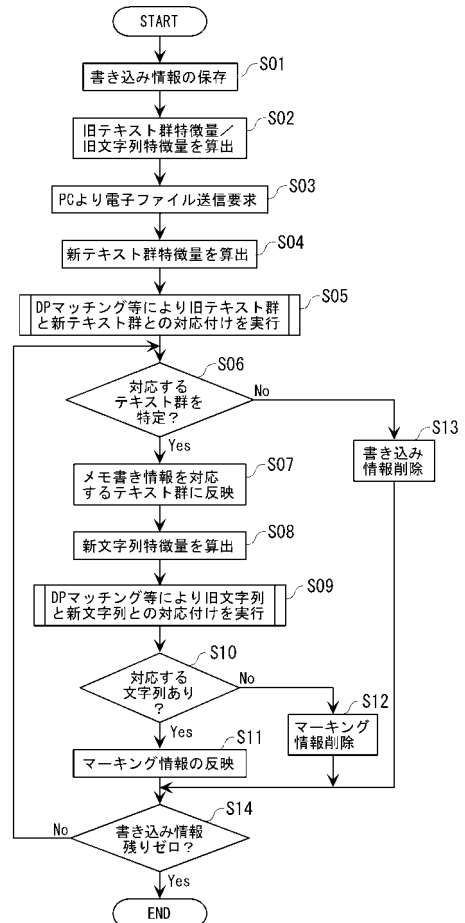 START
書き込み情報の保存
S01
旧テキスト群特徴量／
旧文字列特徴量を算出
S02
PCより電子ファイル送信要求
S03
新テキスト群特徴量を算出
S04
DPマッチング等により旧テキスト群
と新テキスト群との対応付けを実行
S05
対応する
テキスト群を
特定？
S06
No
Yes
書き込み
情報削除
S13
メモ書き情報を対応
するテキスト群に反映
S07
新文字列特徴量を算出
S08
DPマッチング等により旧文字列
と新文字列との対応付けを実行
S09
対応する
文字列あり
？
S10
No
Yes
マーキング
情報削除
S12
マーキング情報の反映
S11
書き込み情報
残りゼロ？
S14
No
Yes
END